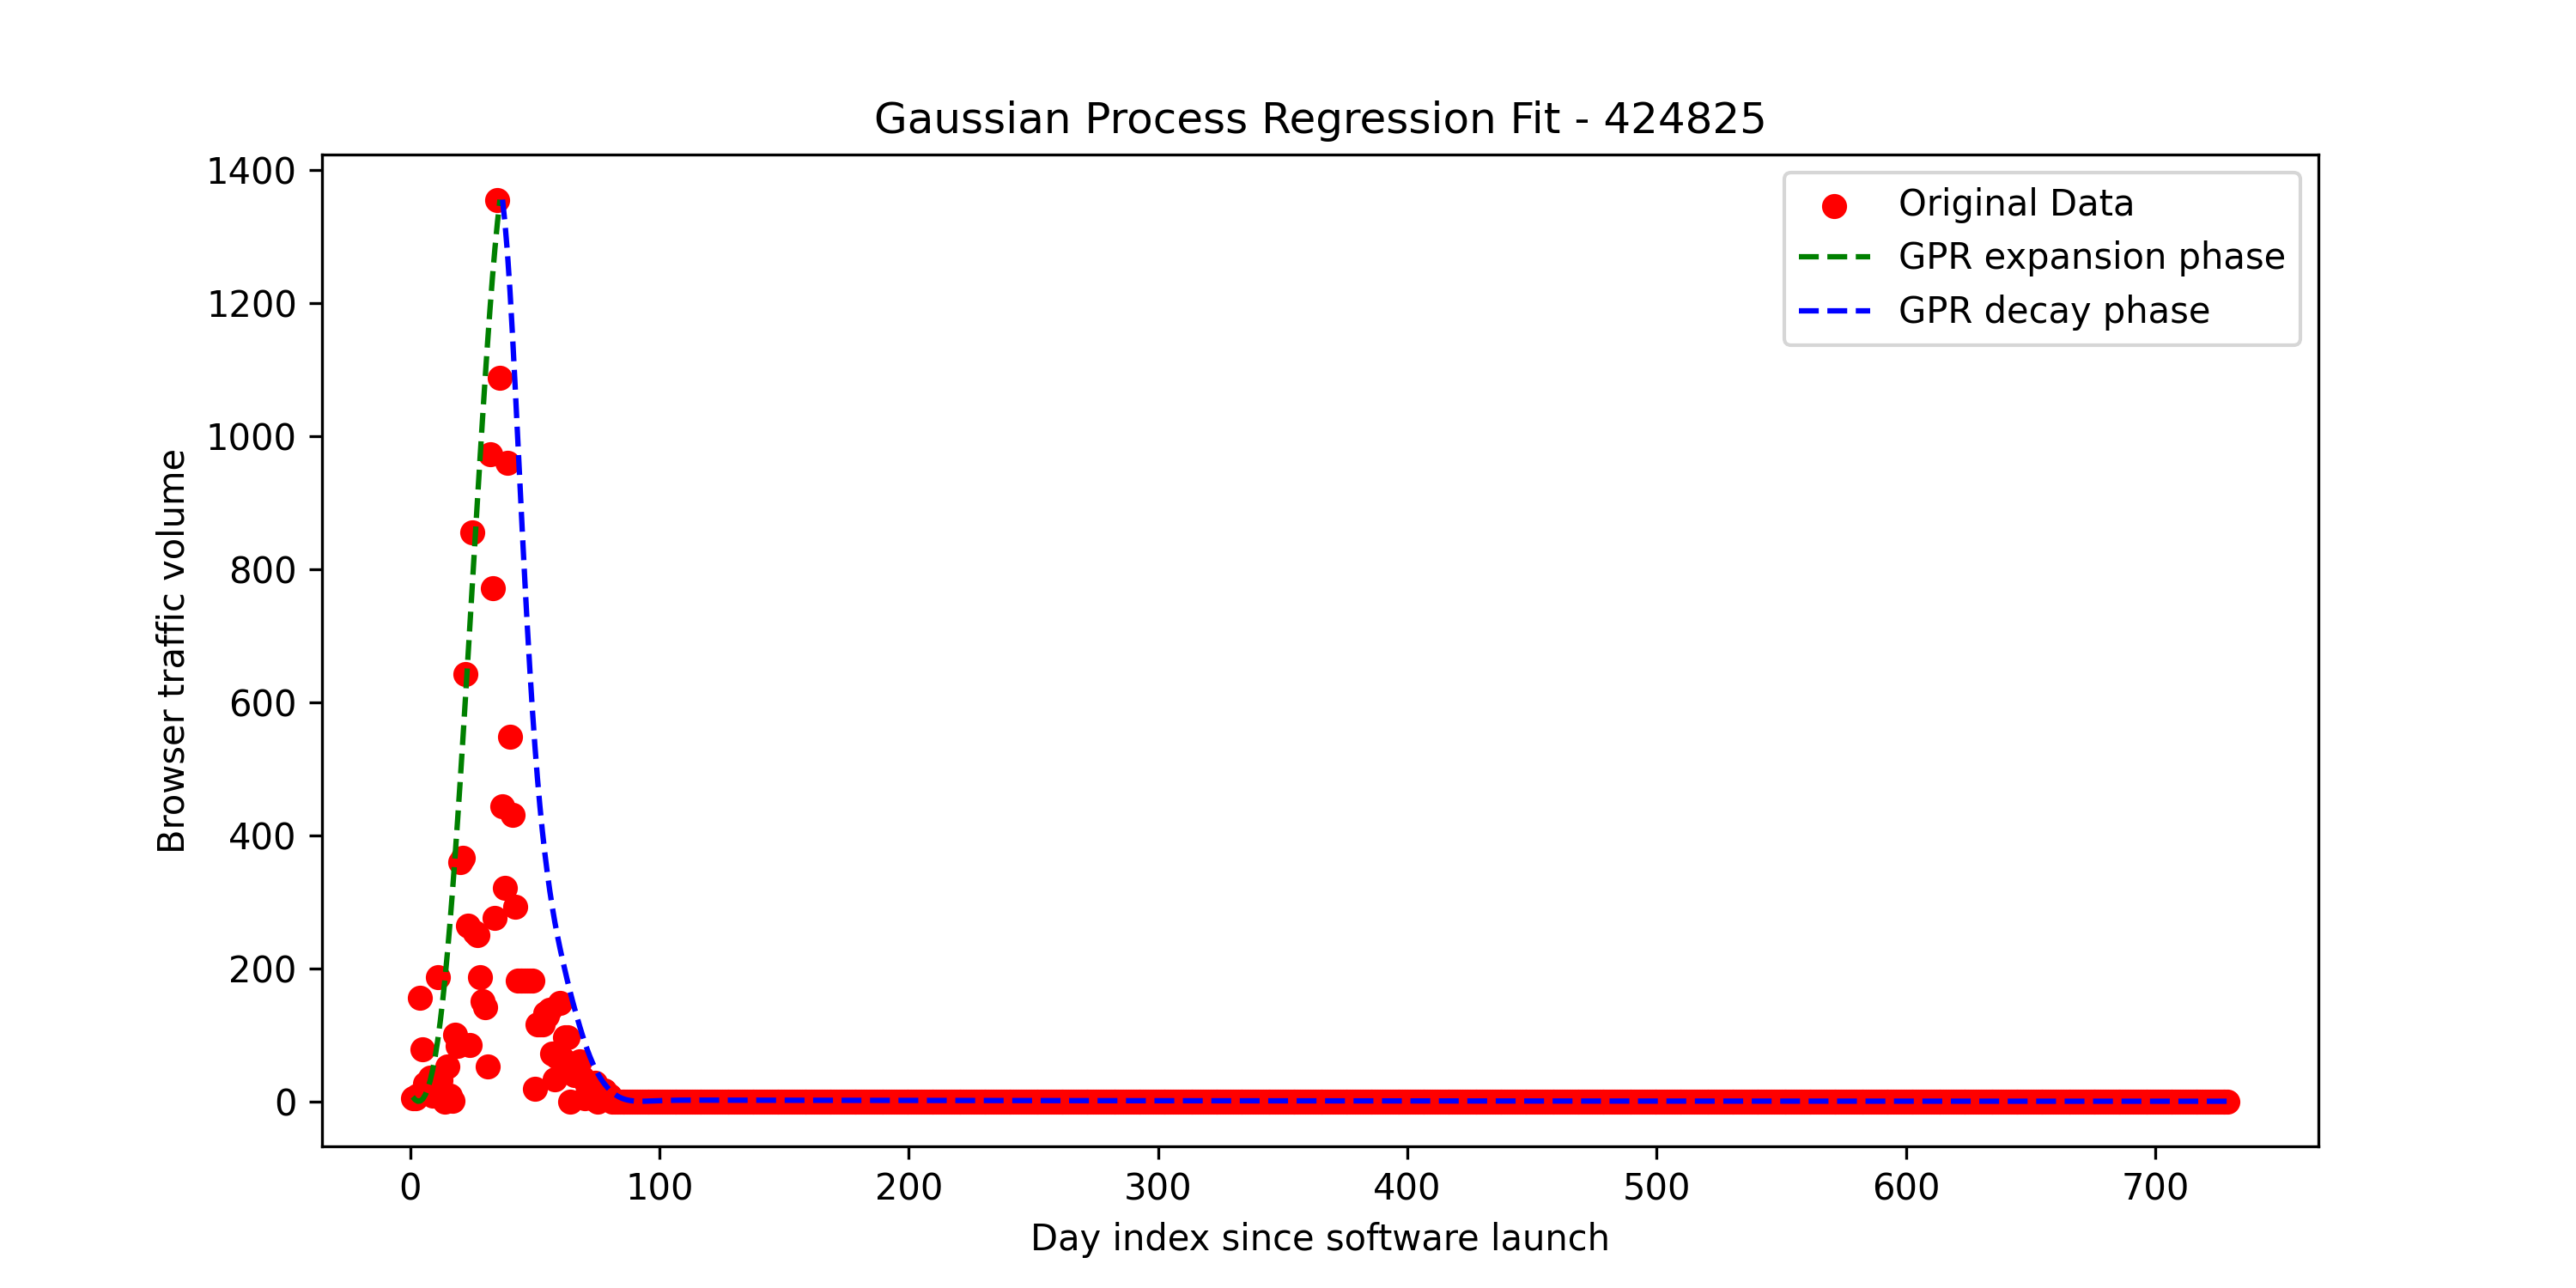 Gaussian Process Regression Fit - 424825
Original Data
GPR expansion phase
GPR decay phase
Browser traffic volume
1400
1200
1000
800
600
400
200
0
0 100 200 300 400 500 600 700
Day index since software launch